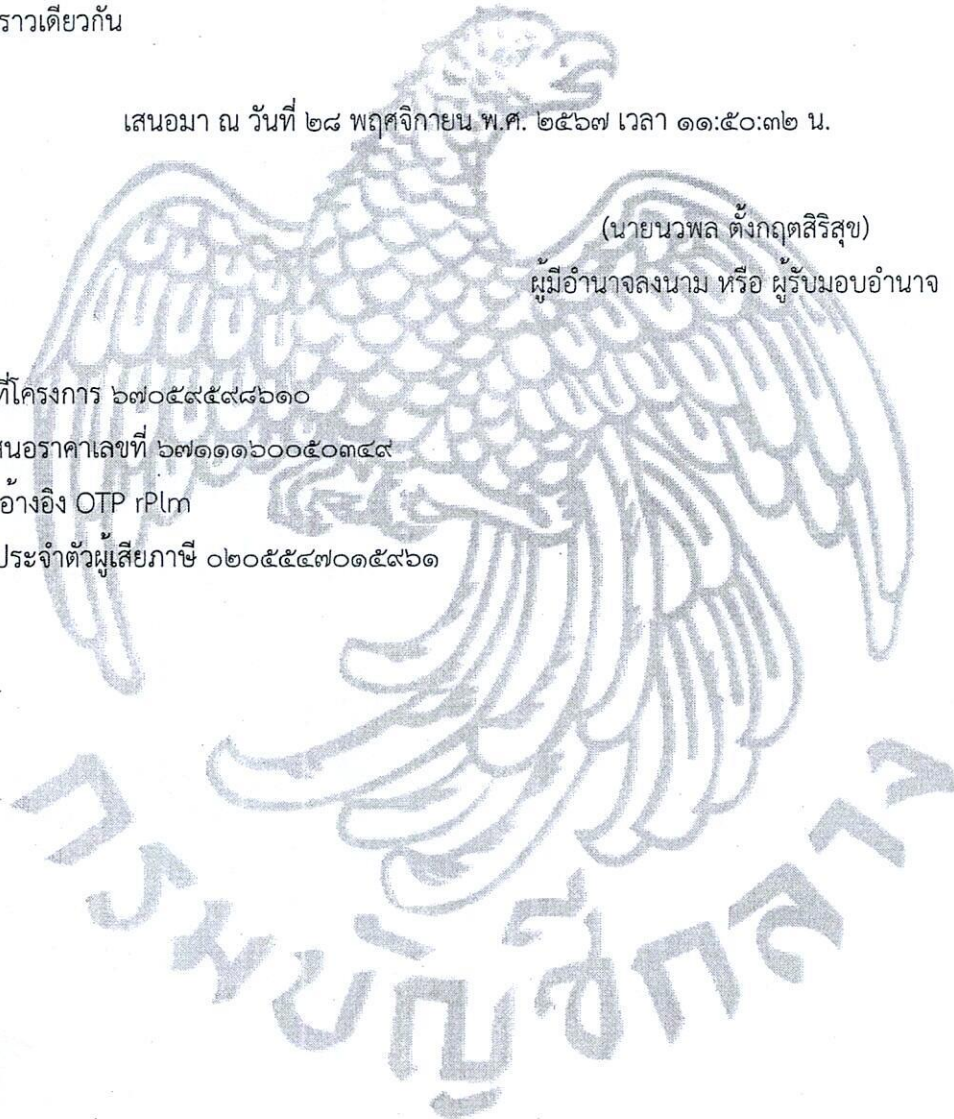 ราวเดียวกัน
เสนอมา ณ วันที่ ๒๘ พฤศจิกายน พ.ศ. ๒๕๖๗ เวลา ๑๑:๕๐:๓๒ น.
(นายนวพล ตั้งกฤตสิริสุข)
ผู้มีอำนาจลงนาม หรือ ผู้รับมอบอำนาจ
ที่โครงการ ๖๗๐๕๙๕๙๘๖๑๐
สนอราคาเลขที่ ๖๗๑๑๑๖๐๐๕๐๓๔๙
อ้างอิง OTP rPlm
ประจำตัวผู้เสียภาษี ๐๒๐๕๕๔๗๐๑๕๙๖๑
กรมบัญชีกลาง